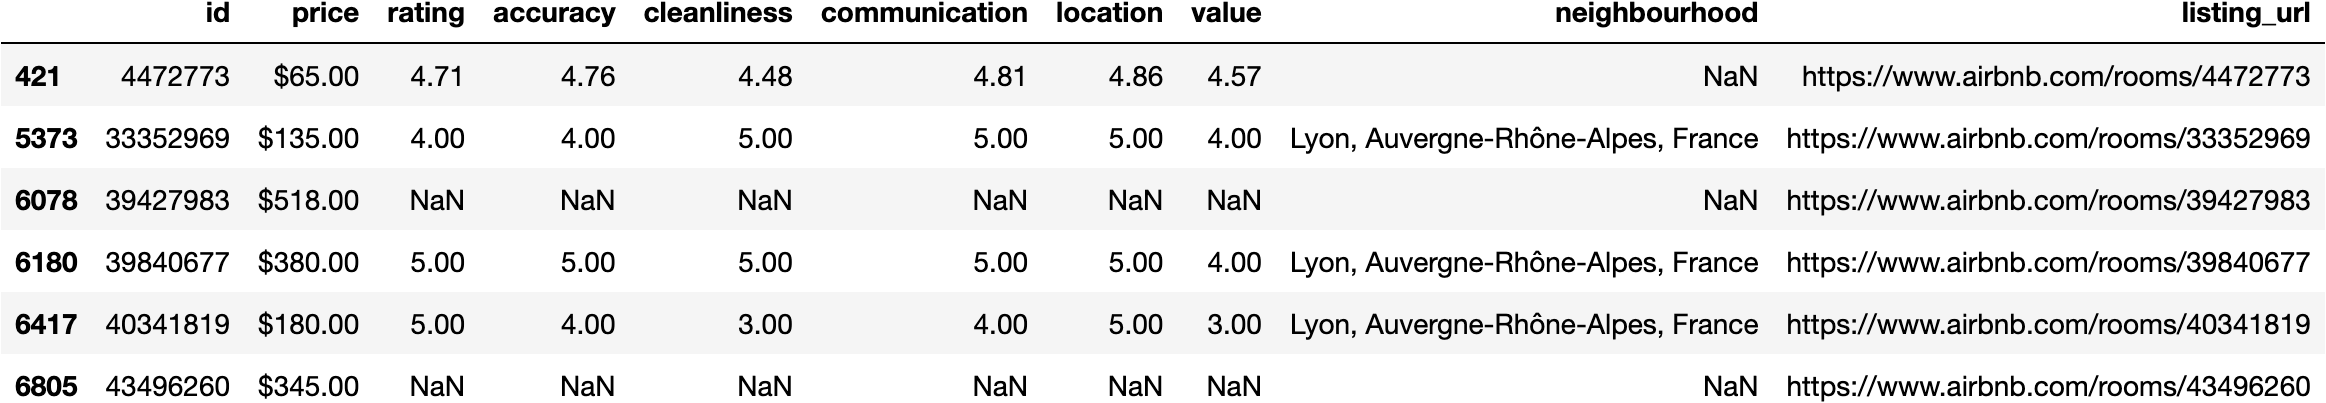 id price rating accuracy cleanliness communication location value neighbourhood listing_url
421 4472773 $65.00 4.71 4.76 4.48 4.81 4.86 4.57 NaN https://www.airbnb.com/rooms/4472773
5373 33352969 $135.00 4.00 4.00 5.00 5.00 5.00 4.00 Lyon, Auvergne-Rhône-Alpes, France https://www.airbnb.com/rooms/33352969
6078 39427983 $518.00 NaN NaN NaN NaN NaN NaN NaN https://www.airbnb.com/rooms/39427983
6180 39840677 $380.00 5.00 5.00 5.00 5.00 5.00 4.00 Lyon, Auvergne-Rhône-Alpes, France https://www.airbnb.com/rooms/39840677
6417 40341819 $180.00 5.00 4.00 3.00 4.00 5.00 3.00 Lyon, Auvergne-Rhône-Alpes, France https://www.airbnb.com/rooms/40341819
6805 43496260 $345.00 NaN NaN NaN NaN NaN NaN NaN https://www.airbnb.com/rooms/43496260